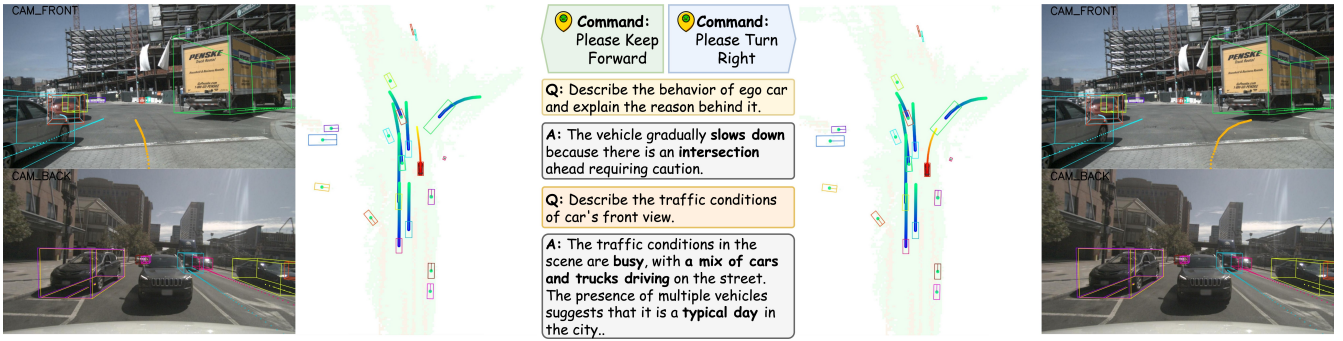 CAM_FRONT
PENSKE
Truck Rental
CAM_BACK
Command:
Please Keep
Forward
Command:
Please Turn
Right
Q: Describe the behavior of ego car
and explain the reason behind it.
A: The vehicle gradually slows down
because there is an intersection
ahead requiring caution.
Q: Describe the traffic conditions
of car's front view.
A: The traffic conditions in the
scene are busy, with a mix of cars
and trucks driving on the street.
The presence of multiple vehicles
suggests that it is a typical day in
the city..
CAM_FRONT
PENSKE
Truck Rental
CAM_BACK